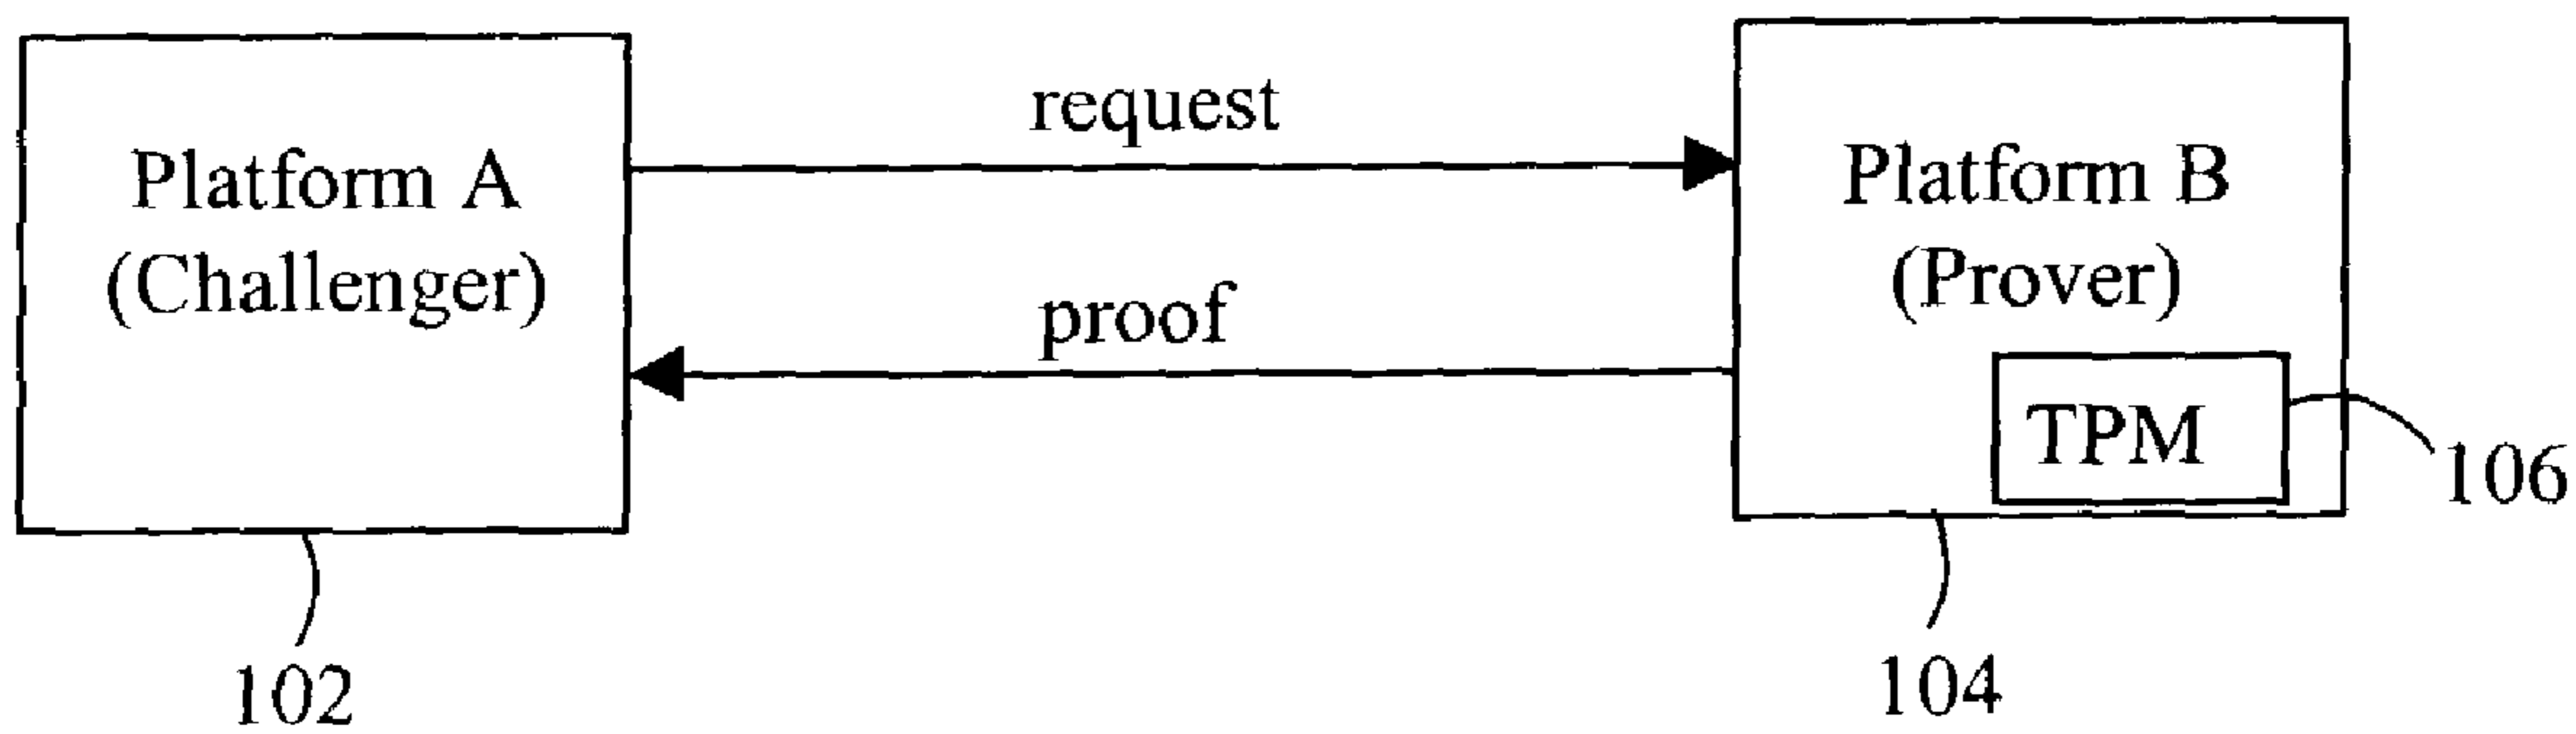 Platform A
(Challenger)
request
proof
Platform B
(Prover)
TPM
106
102
104